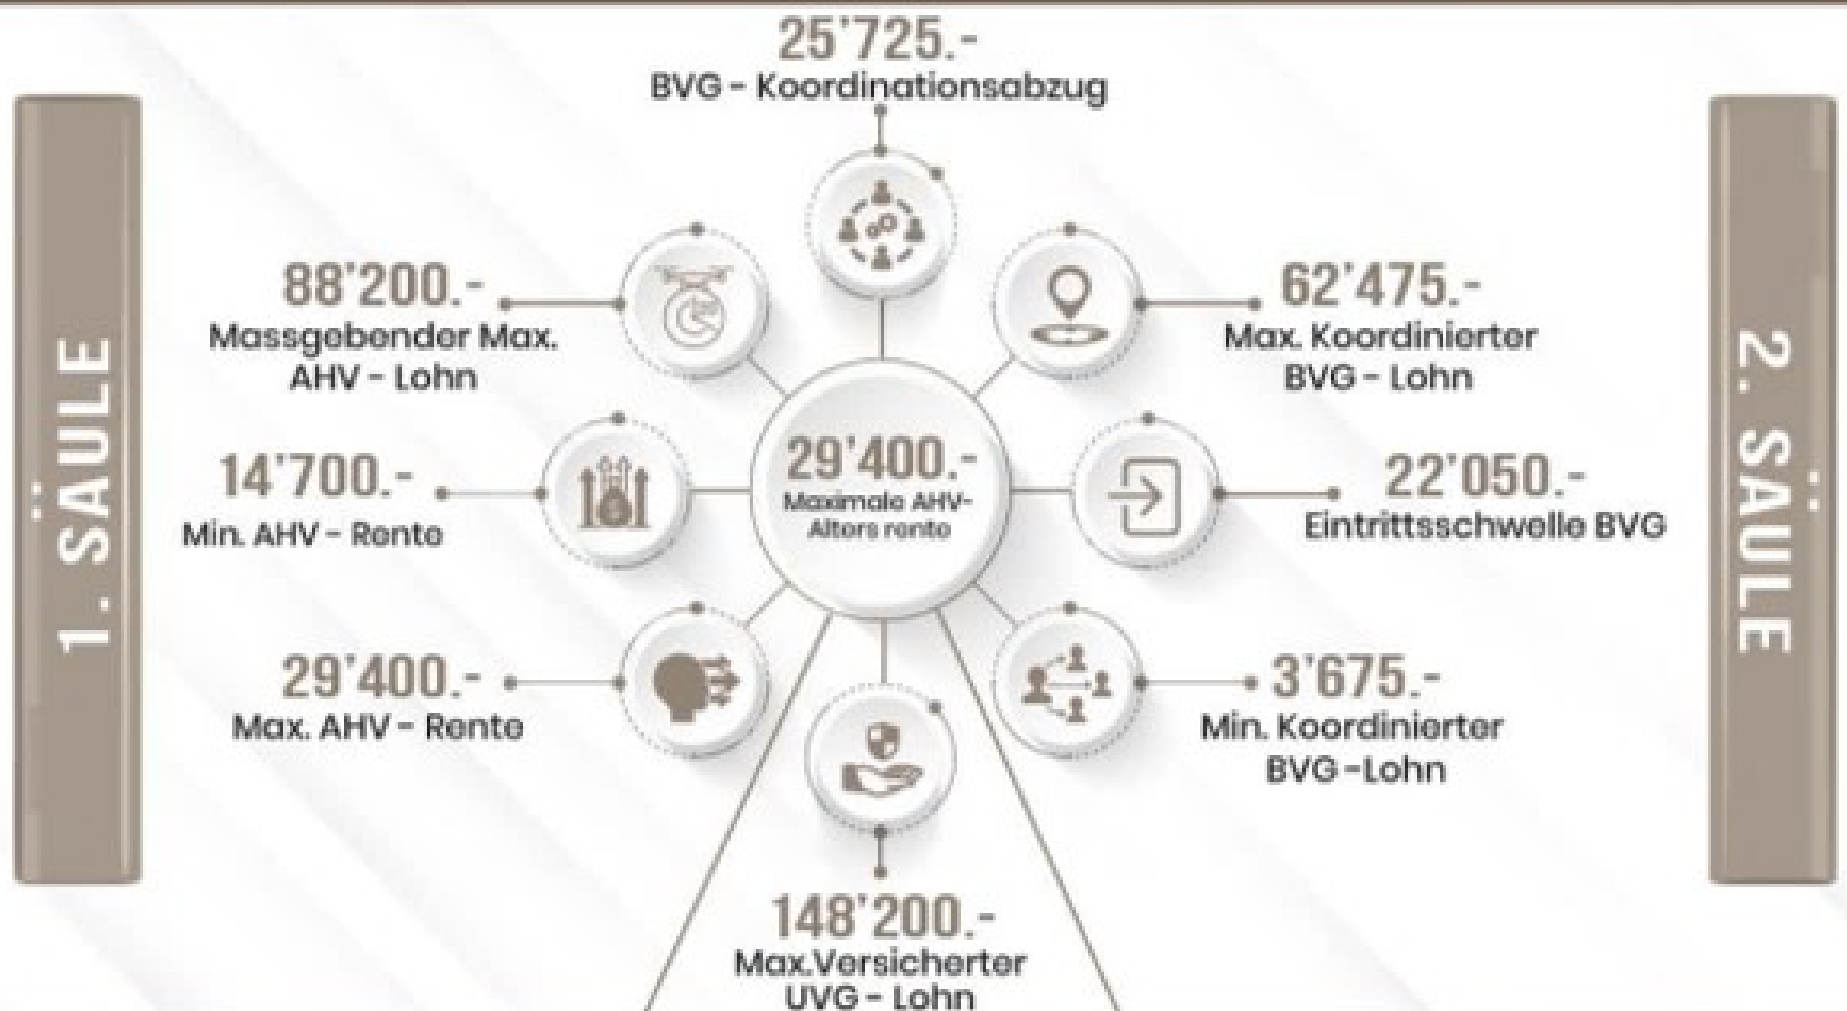 25'725.-
BVG - Koordinationsabzug
1. SÄULE
88'200.-
Massgebender Max.
AHV - Lohn
14'700.-
Min. AHV - Rente
29'400.-
Max. AHV - Rente
29'400.-
Maximale AHV-
Alters rente
62'475.-
Max. Koordinierter
BVG - Lohn
22'050.-
Eintrittsschwelle BVG
3'675.-
Min. Koordinierter
BVG -Lohn
2. SÄULE
148'200.-
Max.Versicherter
UVG - Lohn